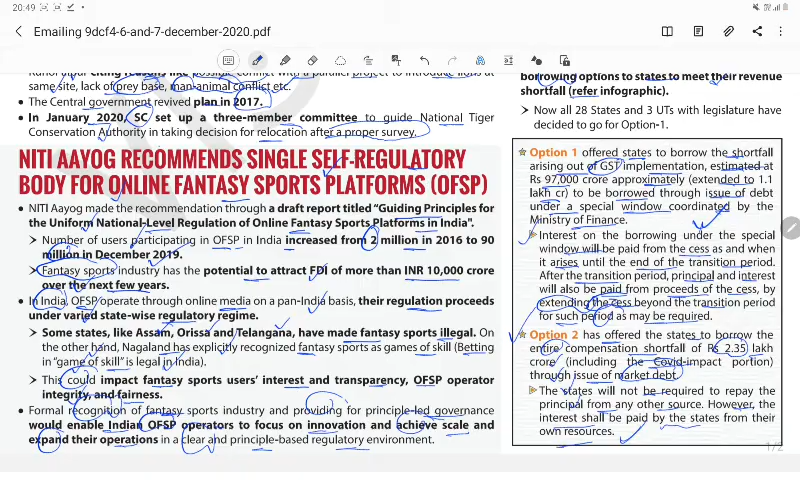 20:49
Emailing 9dcf4-6-and-7-december-2020.pdf
same site, lack of prey base, man-animal conflict etc.
• The Central government revived plan in 2017.
• In January 2020, SC set up a three-member committee to guide National Tiger
Conservation Authority in taking decision for relocation after a proper survey.
NITI AAYOG RECOMMENDS SINGLE SELF-REGULATORY
BODY FOR ONLINE FANTASY SPORTS PLATFORMS (OFSP)
• NITI Aayog made the recommendation through a draft report titled "Guiding Principles for
the Uniform National-Level Regulation of Online Fantasy Sports Platforms in India".
➤ Number of users participating in OFSP in India increased from 2 million in 2016 to 90
million in December 2019.
➤ Fantasy sports industry has the potential to attract FDI of more than INR 10,000 crore
over the next few years.
• In India, OFSP operate through online media on a pan-India basis, their regulation proceeds
under varied state-wise regulatory regime.
➤ Some states, like Assam, Orissa and Telangana, have made fantasy sports illegal. On
the other hand, Nagaland has explicitly recognized fantasy sports as games of skill (Betting
in "game of skill" is legal in India).
➤ This could impact fantasy sports users' interest and transparency, OFSP operator
integrity, and fairness.
• Formal recognition of fantasy sports industry and providing for principle-led governance
would enable Indian OFSP operators to focus on innovation and achieve scale and
expand their operations in a clear and principle-based regulatory environment.
borrowing options to states to meet their revenue
shortfall (refer infographic).
➤ Now all 28 States and 3 UTs with legislature have
decided to go for Option-1.
Option 1 offered states to borrow the shortfall
arising out of GST implementation, estimated at
Rs 97,000 crore approximately (extended to 1.1
lakh cr) to be borrowed through issue of debt
under a special window coordinated by the
Ministry of Finance.
Interest on the borrowing under the special
window will be paid from the cess as and when
it arises until the end of the transition period.
After the transition period, principal and interest
will also be paid from proceeds of the cess, by
extending the cess beyond the transition period
for such period as may be required.
Option 2 has offered the states to borrow the
entire compensation shortfall of Rs 2.35 lakh
crore (including the Covid-impact portion)
through issue of market debt.
The states will not be required to repay the
principal from any other source. However, the
interest shall be paid by the states from their
own resources.
1/2